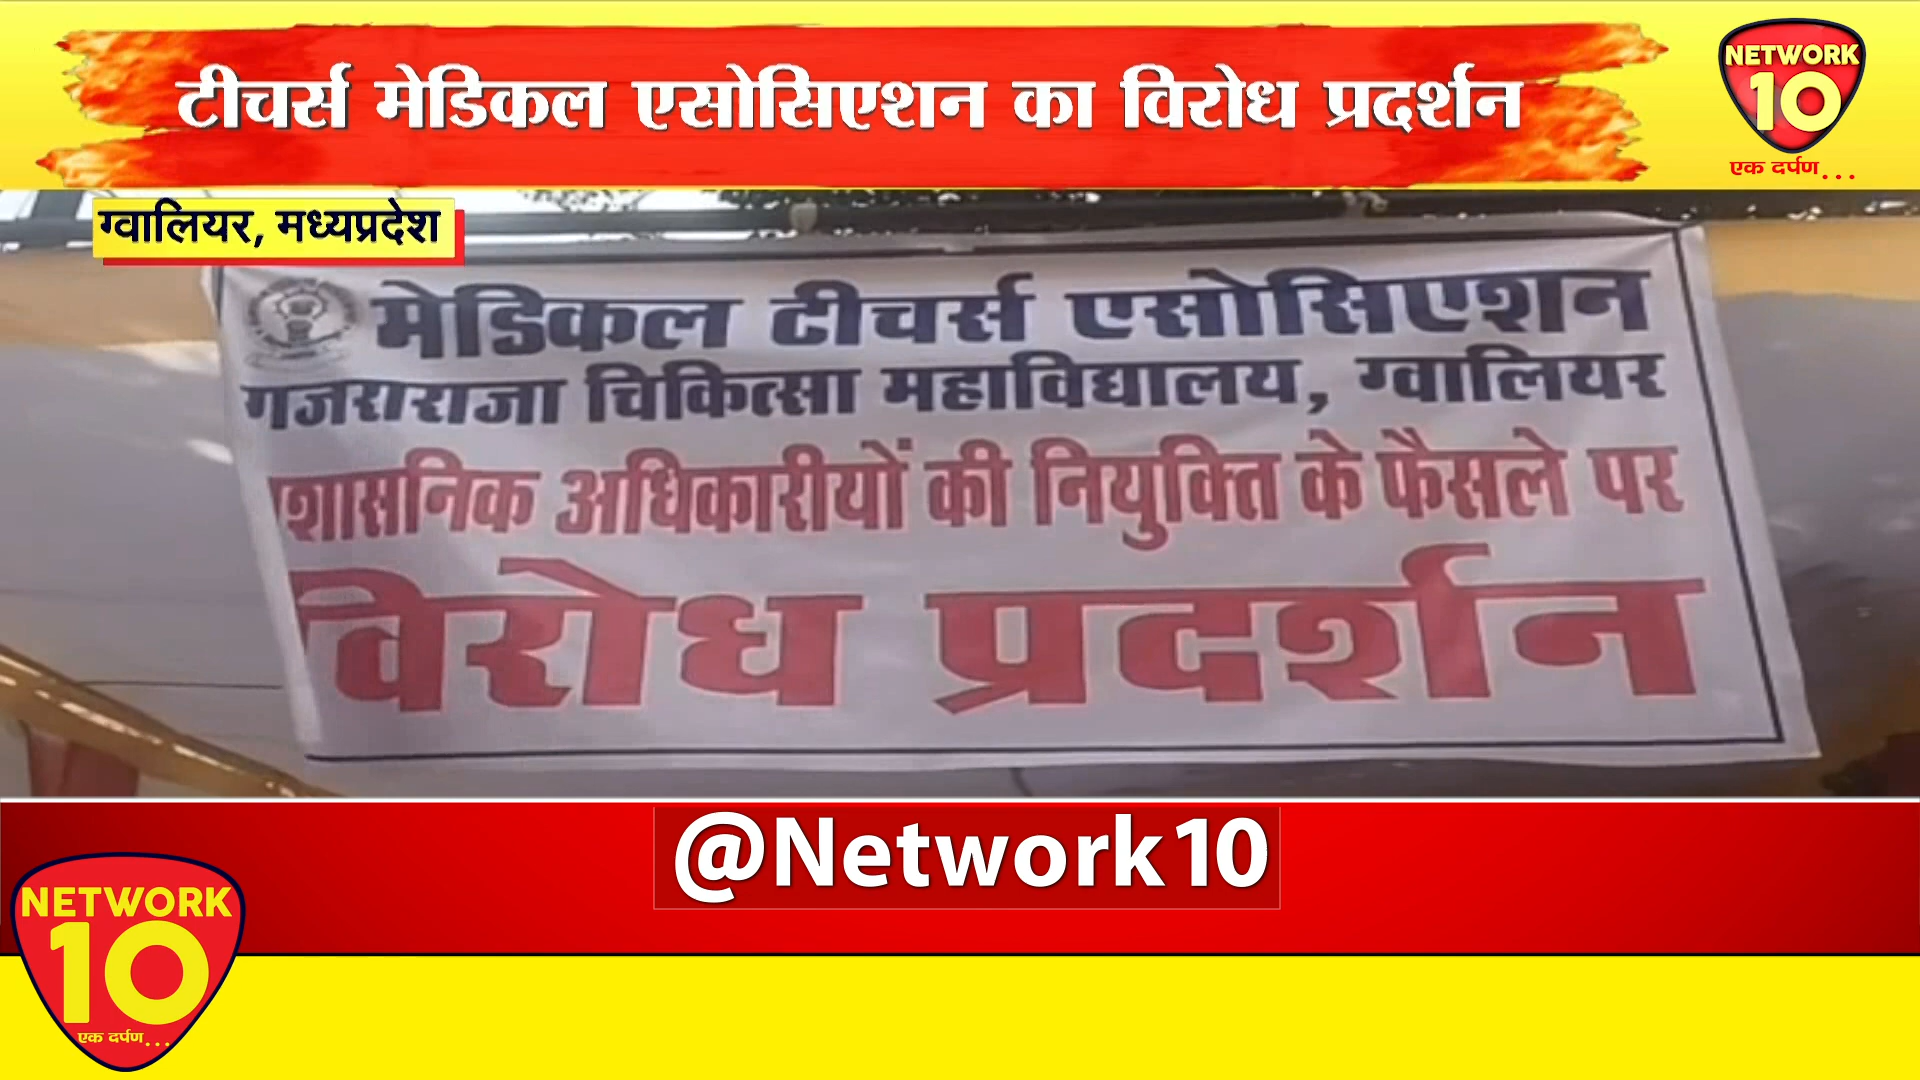 टीचर्स मेडिकल एसोसिएशन का विरोध प्रदर्शन
NETWORK
10
एक दर्पण...
ग्वालियर, मध्यप्रदेश
मेडिकल टीचर्स एसोसिएशन
गजराराजा चिकित्सा महाविद्यालय, ग्वालियर
शासनिक अधिकारीयों की नियुक्ति के फैसले पर
विरोध प्रदर्शन
@Network10
NETWORK
10
एक दर्पण...